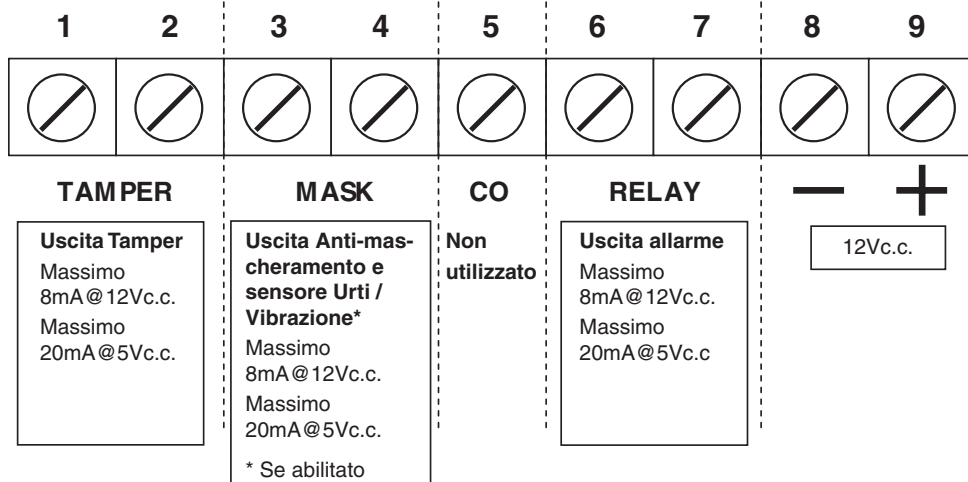 1 2 3 4 5 6 7 8 9
TAMPER MASK CO RELAY — +
Uscita Tamper
Massimo
8mA@12Vc.c.
Massimo
20mA@5Vc.c.
Uscita Anti-mas-
cheramento e
sensore Urti /
Vibrazione*
Massimo
8mA@12Vc.c.
Massimo
20mA@5Vc.c.
* Se abilitato
Non
utilizzato
Uscita allarme
Massimo
8mA@12Vc.c.
Massimo
20mA@5Vc.c
12Vc.c.